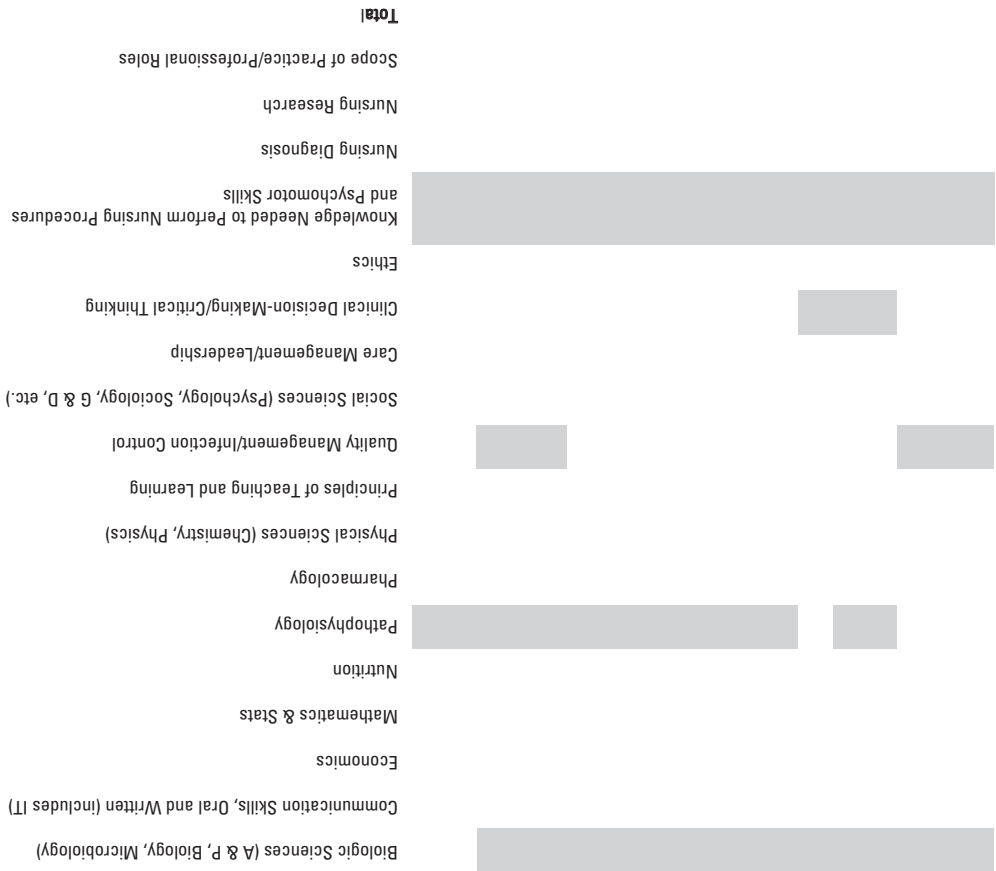 Biologic Sciences (A & P, Biology, Microbiology)
Communication Skills, Oral and Written (includes IT)
Economics
Mathematics & Stats
Nutrition
Pathophysiology
Pharmacology
Physical Sciences (Chemistry, Physics)
Principles of Teaching and Learning
Quality Management/Infection Control
Social Sciences (Psychology, Sociology, G & D, etc.)
Care Management/Leadership
Clinical Decision-Making/Critical Thinking
Ethics
Knowledge Needed to Perform Nursing Procedures
and Psychomotor Skills
Nursing Diagnosis
Nursing Research
Scope of Practice/Professional Roles
Total